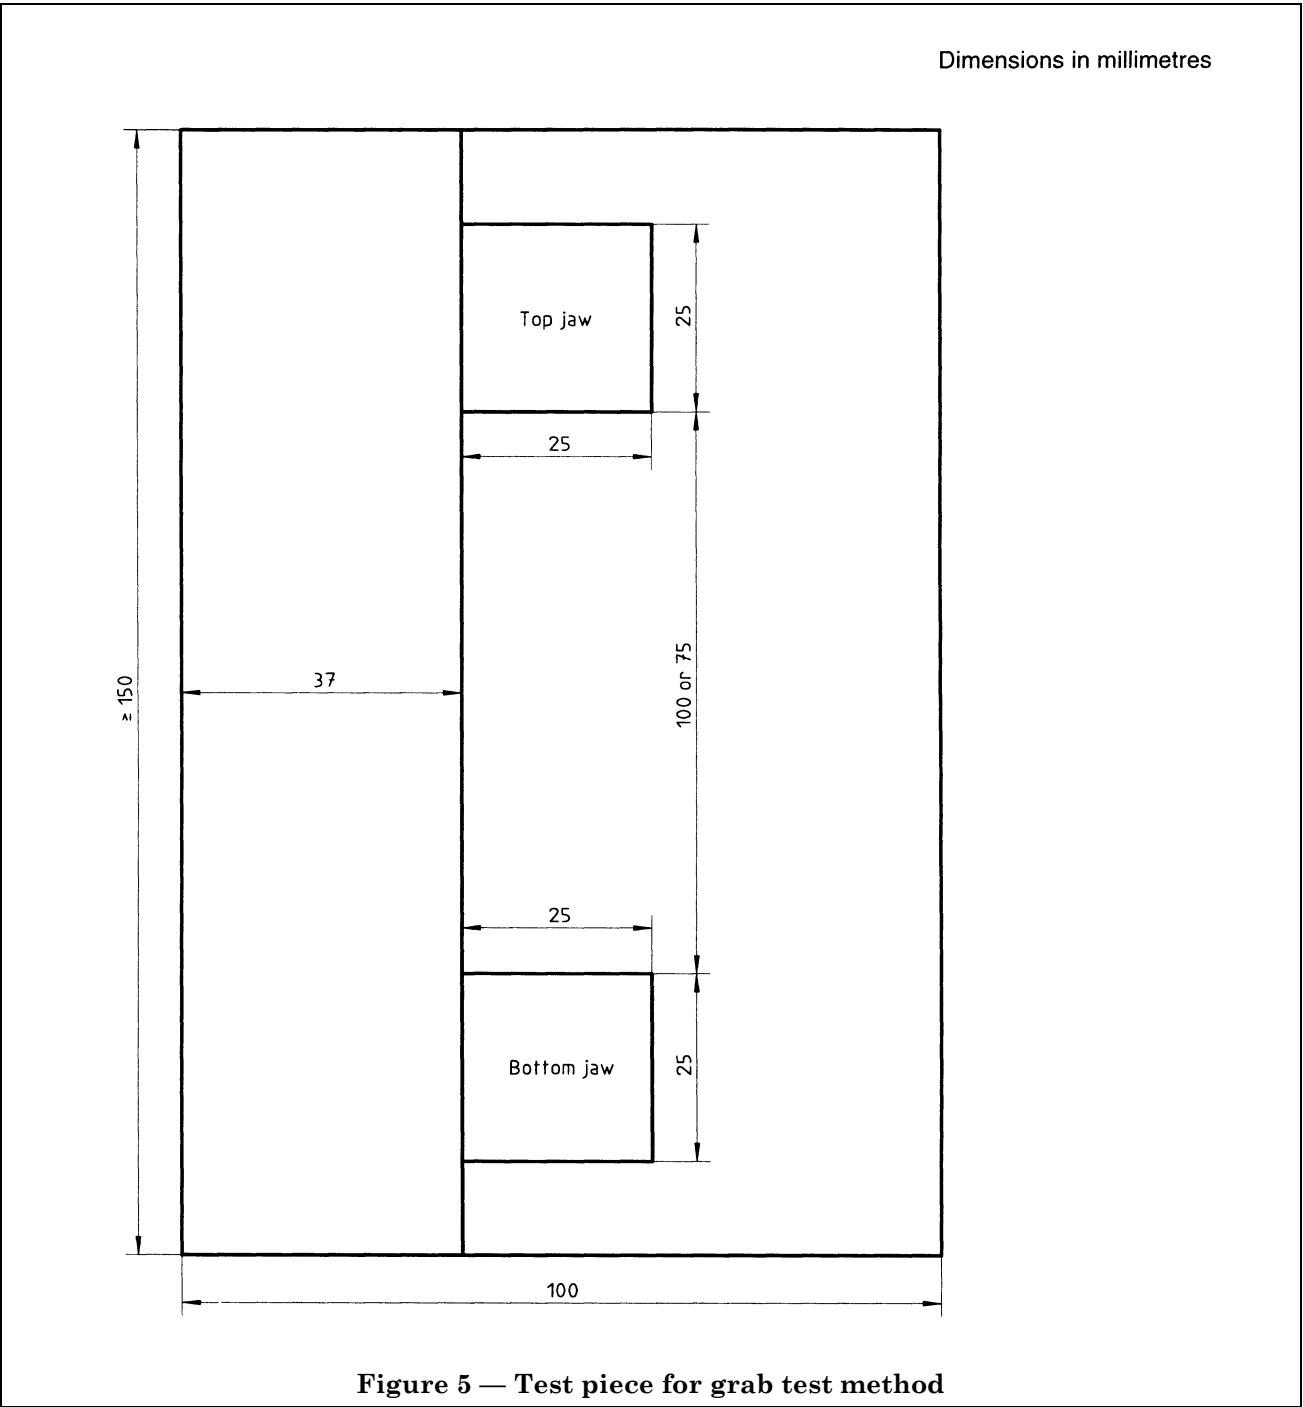 Dimensions in millimetres
Top jaw
25
25
100 or 75
37
≥ 150
25
Bottom jaw
25
100
Figure 5 — Test piece for grab test method